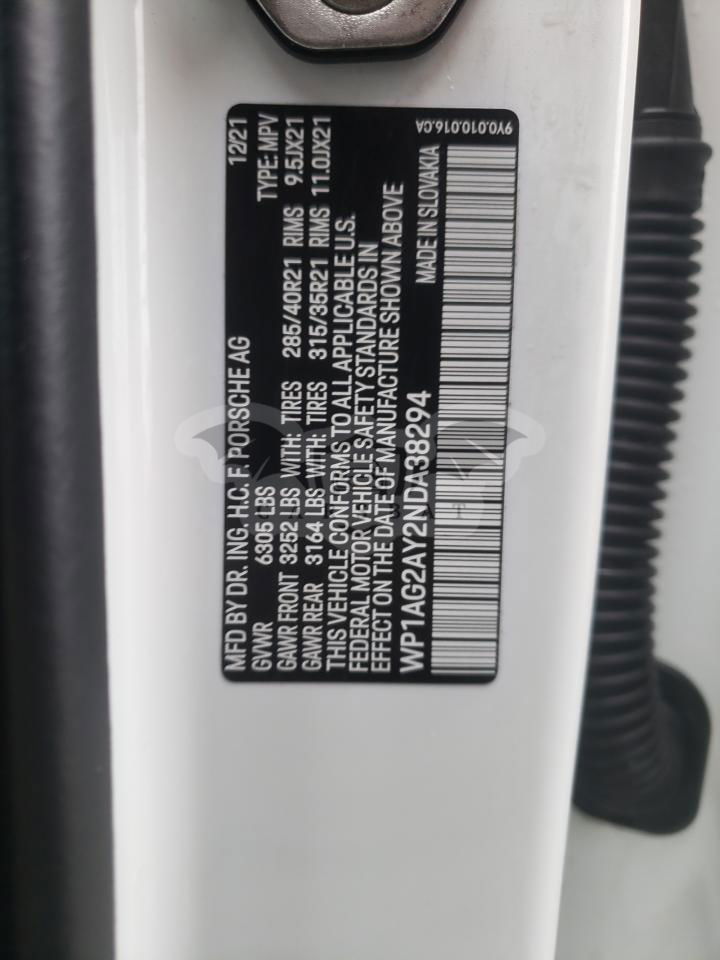 MFD BY DR. ING. H.C. F. PORSCHE AG 12/21
GVWR 6305 LBS TYPE: MPV
GAWR FRONT 3252 LBS WITH: TIRES 285/40R21 RIMS 9.5JX21
GAWR REAR 3164 LBS WITH: TIRES 315/35R21 RIMS 11.0JX21
THIS VEHICLE CONFORMS TO ALL APPLICABLE U.S.
FEDERAL MOTOR VEHICLE SAFETY STANDARDS IN
EFFECT ON THE DATE OF MANUFACTURE SHOWN ABOVE
WP1AG2AY2NDA38294 MADE IN SLOVAKIA
9Y0.010.016.CA